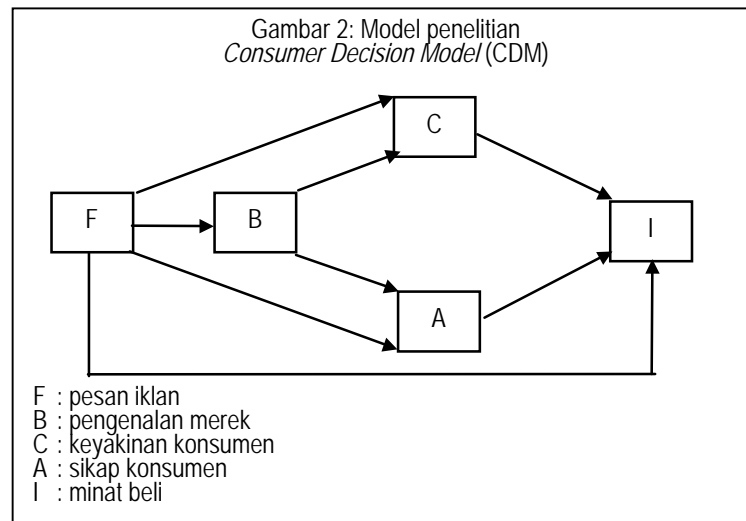 Gambar 2: Model penelitian
Consumer Decision Model (CDM)
C
F
B
I
A
F : pesan iklan
B : pengenalan merek
C : keyakinan konsumen
A : sikap konsumen
I : minat beli